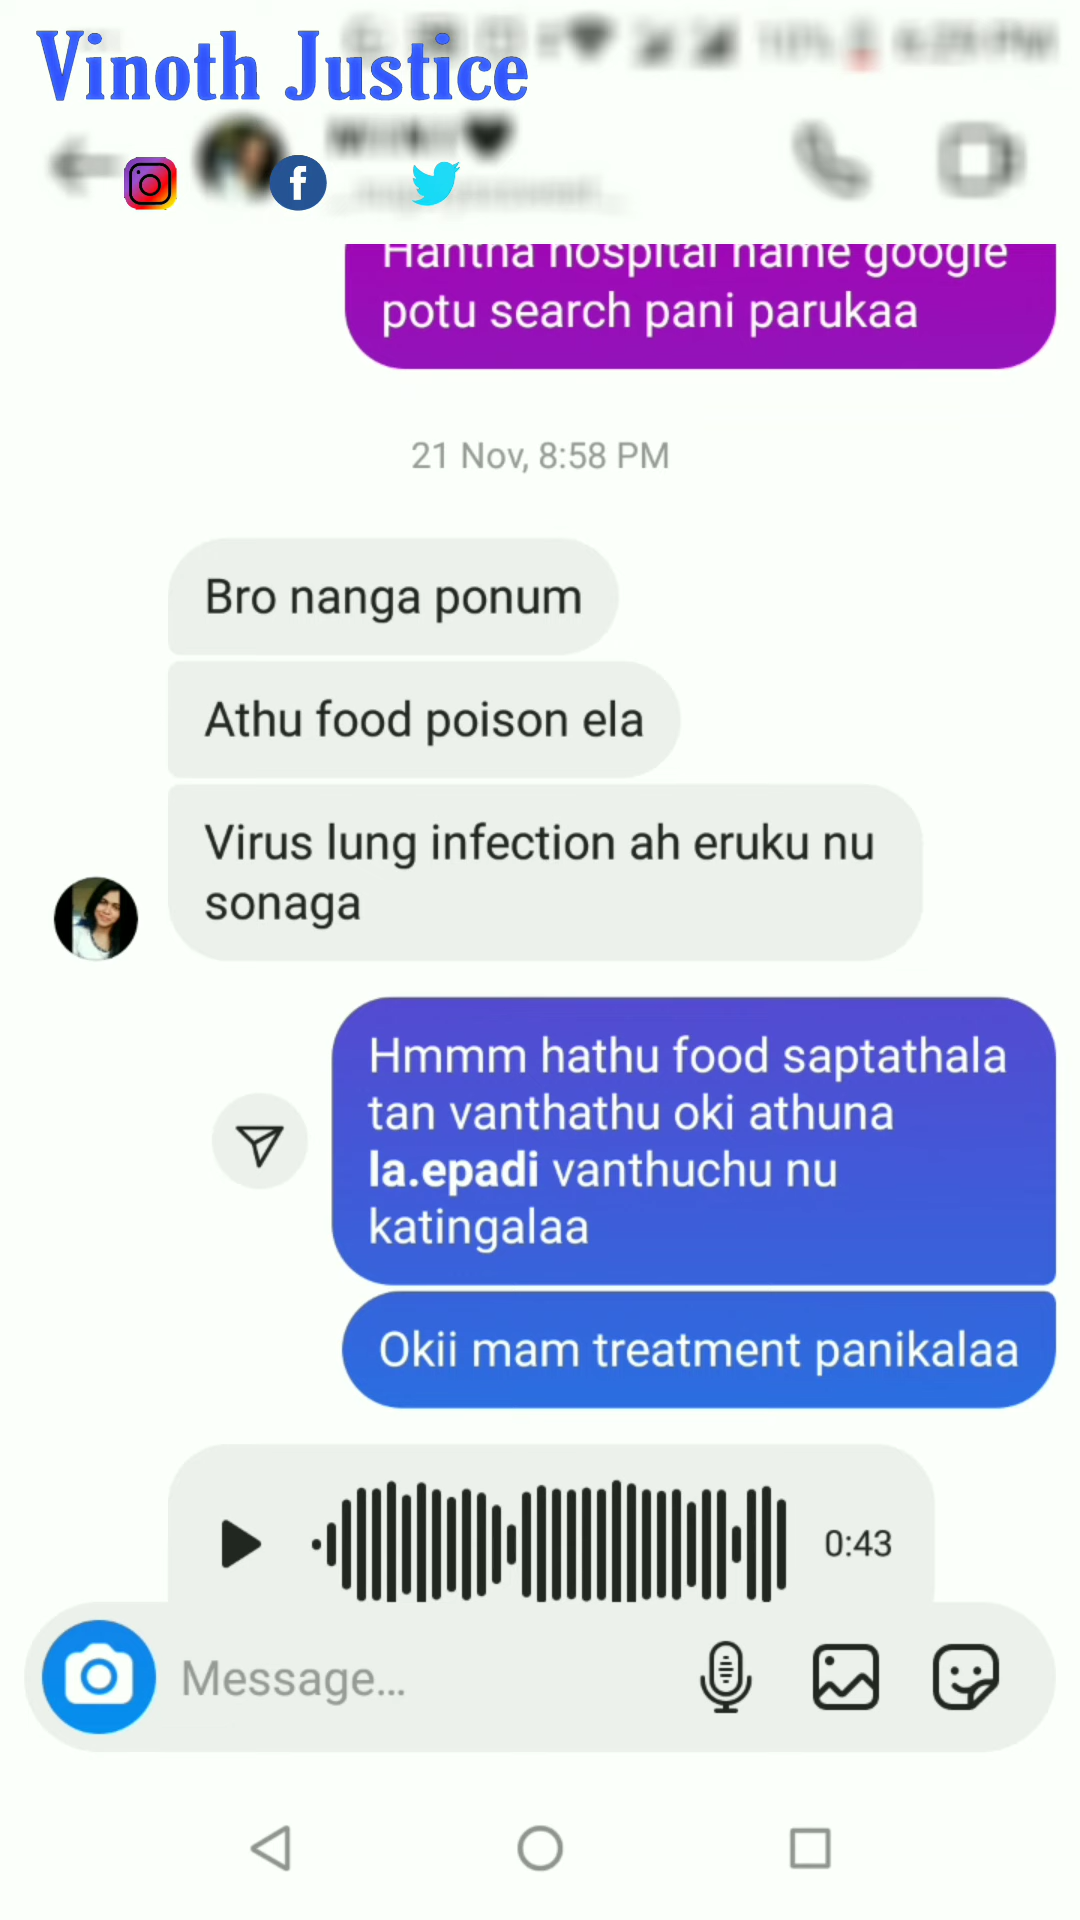 Vinoth Justice
Hantha hospital name google
potu search pani parukaa
21 Nov, 8:58 PM
Bro nanga ponum
Athu food poison ela
Virus lung infection ah eruku nu
sonaga
Hmmm hathu food saptathala
tan vanthathu oki athuna
la.epadi vanthuchu nu
katingalaa
Okii mam treatment panikalaa
0:43
Message...